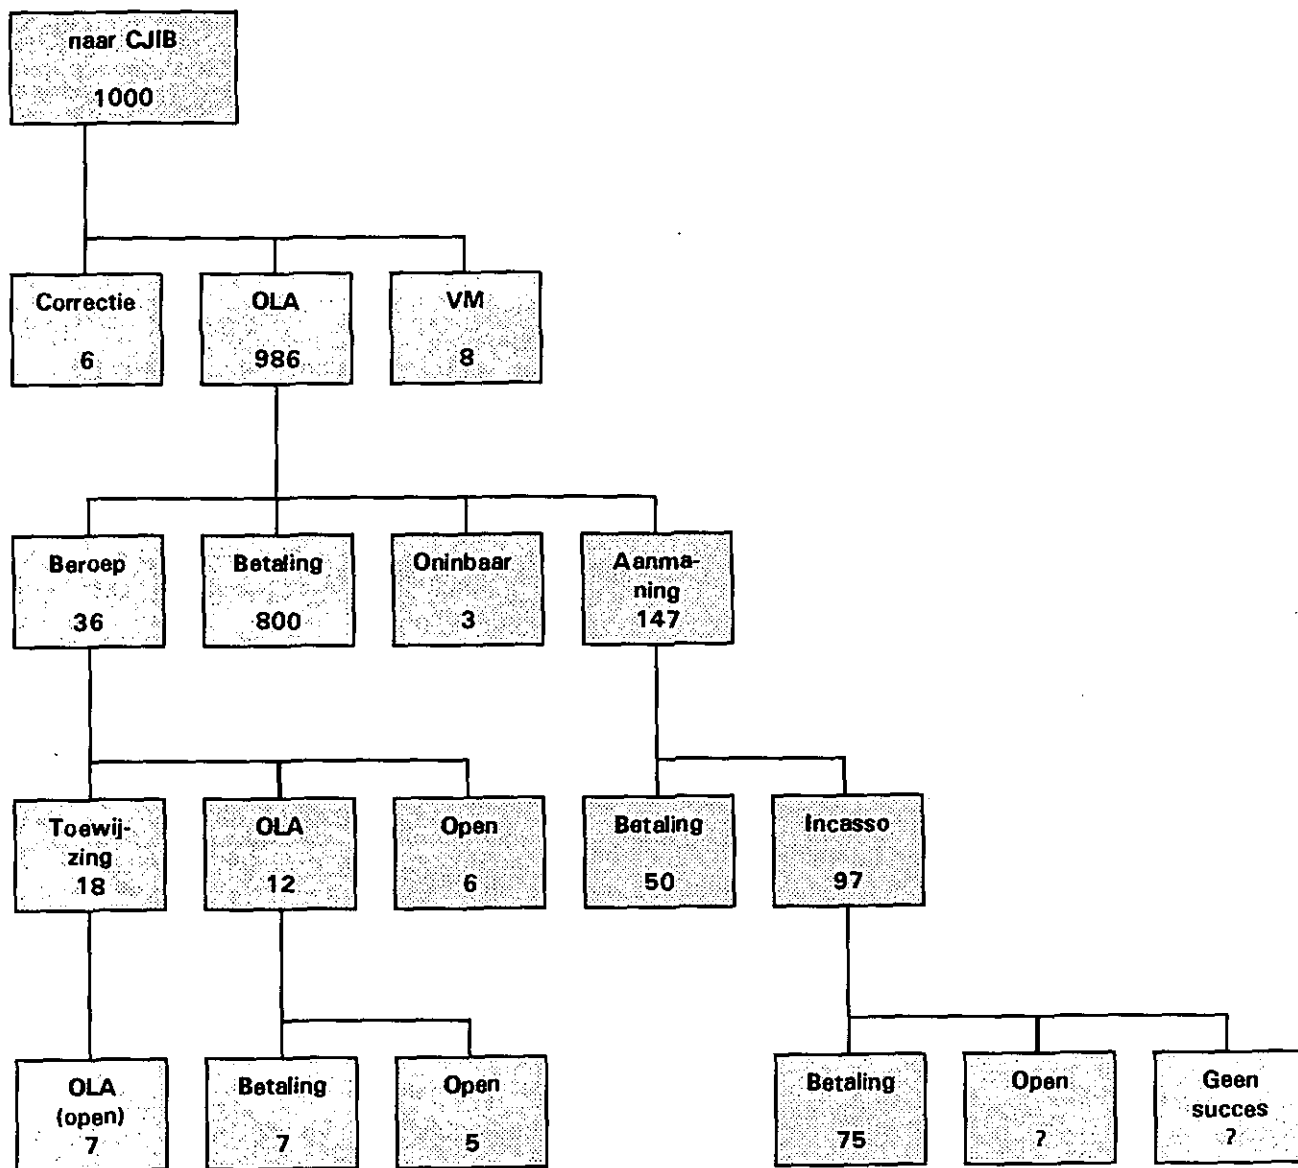 naar CJIB
1000
Correctie
6
OLA
986
VM
8
Beroep
36
Betaling
800
Oninbaar
3
Aanma-
ning
147
Toewij-
zing
18
OLA
12
Open
6
Betaling
50
Incasso
97
OLA
(open)
7
Betaling
7
Open
5
Betaling
75
Open
?
Geen
succes
?